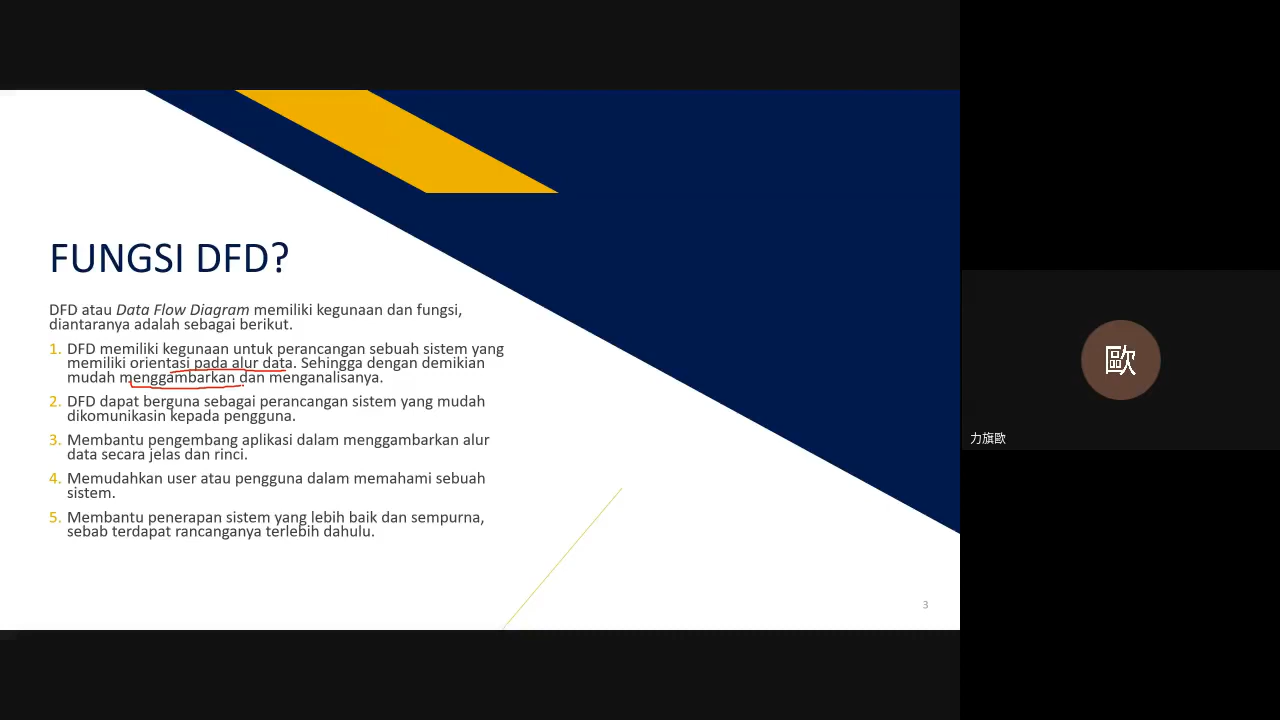 FUNGSI DFD?
DFD atau Data Flow Diagram memiliki kegunaan dan fungsi,
diantaranya adalah sebagai berikut.
1. DFD memiliki kegunaan untuk perancangan sebuah sistem yang
memiliki orientasi pada alur data. Sehingga dengan demikian
mudah menggambarkan dan menganalisanya.
2. DFD dapat berguna sebagai perancangan sistem yang mudah
dikomunikasin kepada pengguna.
3. Membantu pengembang aplikasi dalam menggambarkan alur
data secara jelas dan rinci.
4. Memudahkan user atau pengguna dalam memahami sebuah
sistem.
5. Membantu penerapan sistem yang lebih baik dan sempurna,
sebab terdapat rancanganya terlebih dahulu.
3
歐
力旗歐